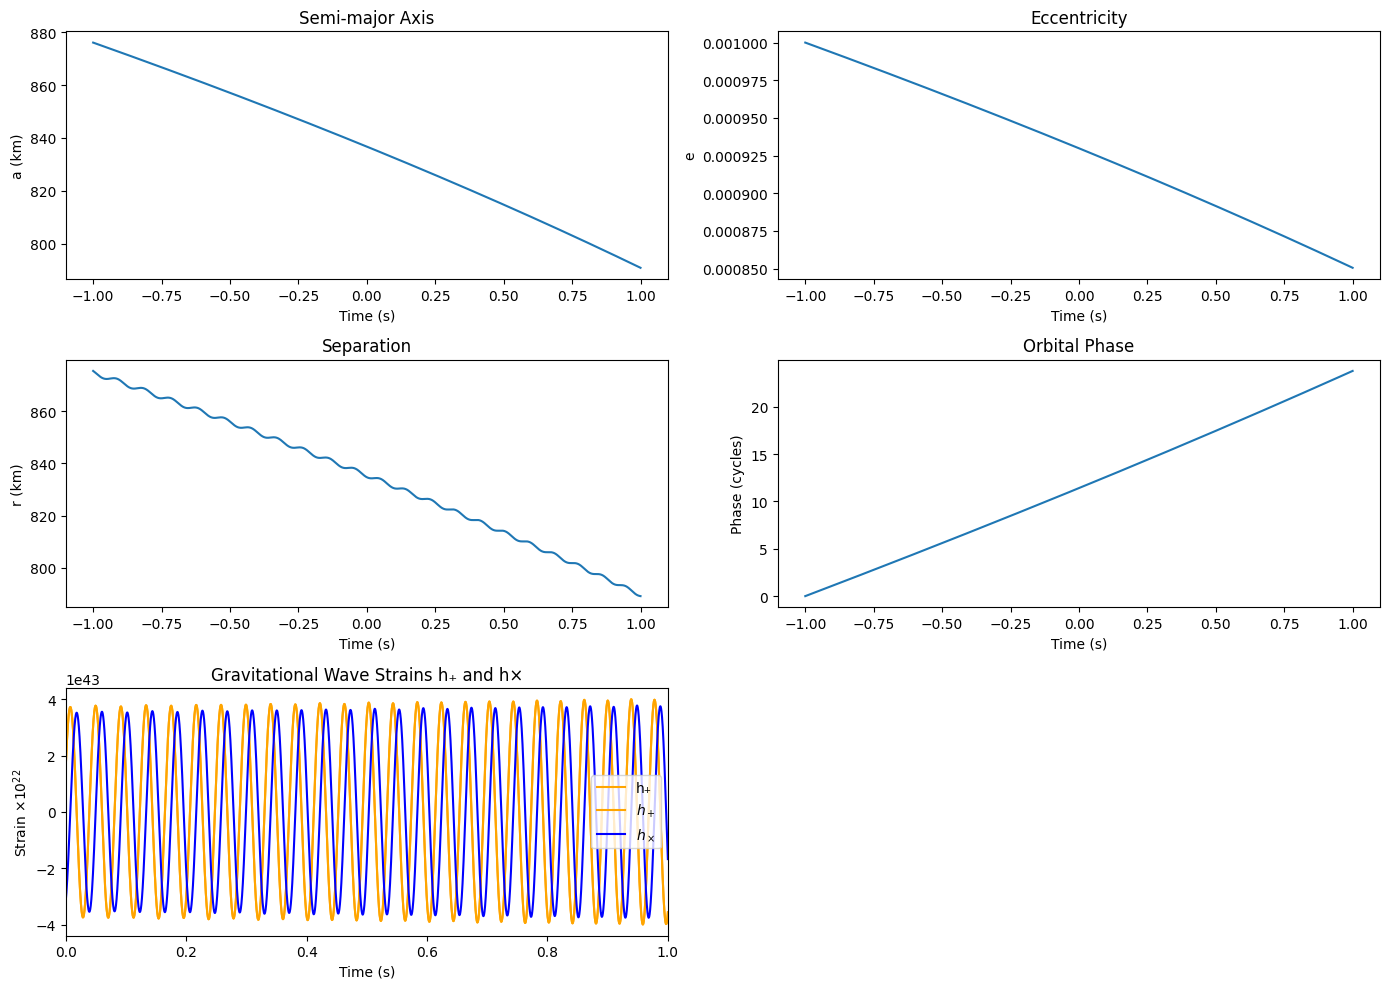 Semi-major Axis
a (km)
880
860
840
820
800
−1.00 −0.75 −0.50 −0.25 0.00 0.25 0.50 0.75 1.00
Time (s)
Eccentricity
e
0.001000
0.000975
0.000950
0.000925
0.000900
0.000875
0.000850
−1.00 −0.75 −0.50 −0.25 0.00 0.25 0.50 0.75 1.00
Time (s)
Separation
r (km)
860
840
820
800
−1.00 −0.75 −0.50 −0.25 0.00 0.25 0.50 0.75 1.00
Time (s)
Orbital Phase
Phase (cycles)
20
15
10
5
0
−1.00 −0.75 −0.50 −0.25 0.00 0.25 0.50 0.75 1.00
Time (s)
Gravitational Wave Strains h₊ and h×
1e43
Strain ×10²²
4
2
0
−2
−4
h₊
h₊
h×
0.0 0.2 0.4 0.6 0.8 1.0
Time (s)